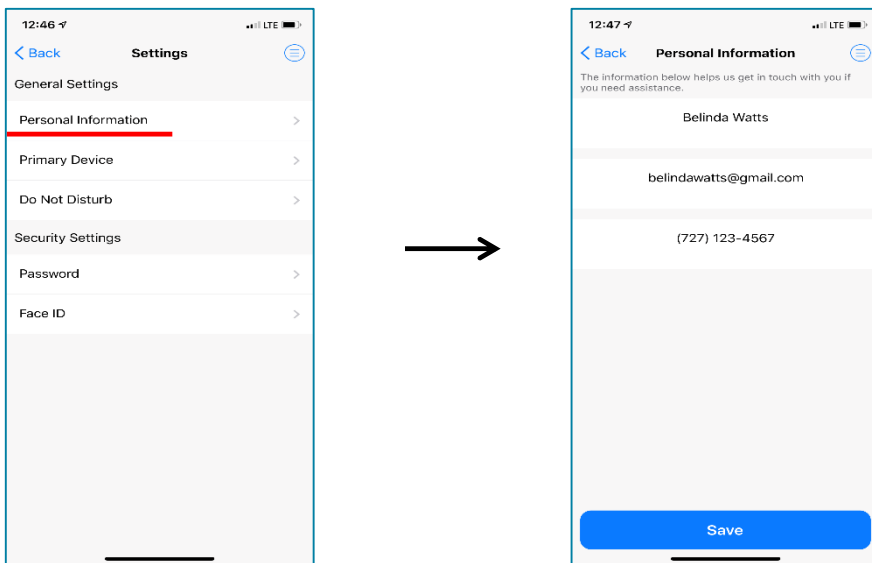 12:46
LTE
Back
Settings
General Settings
Personal Information
Primary Device
Do Not Disturb
Security Settings
Password
Face ID
12:47
LTE
Back
Personal Information
The information below helps us get in touch with you if
you need assistance.
Belinda Watts
belindawatts@gmail.com
(727) 123-4567
Save